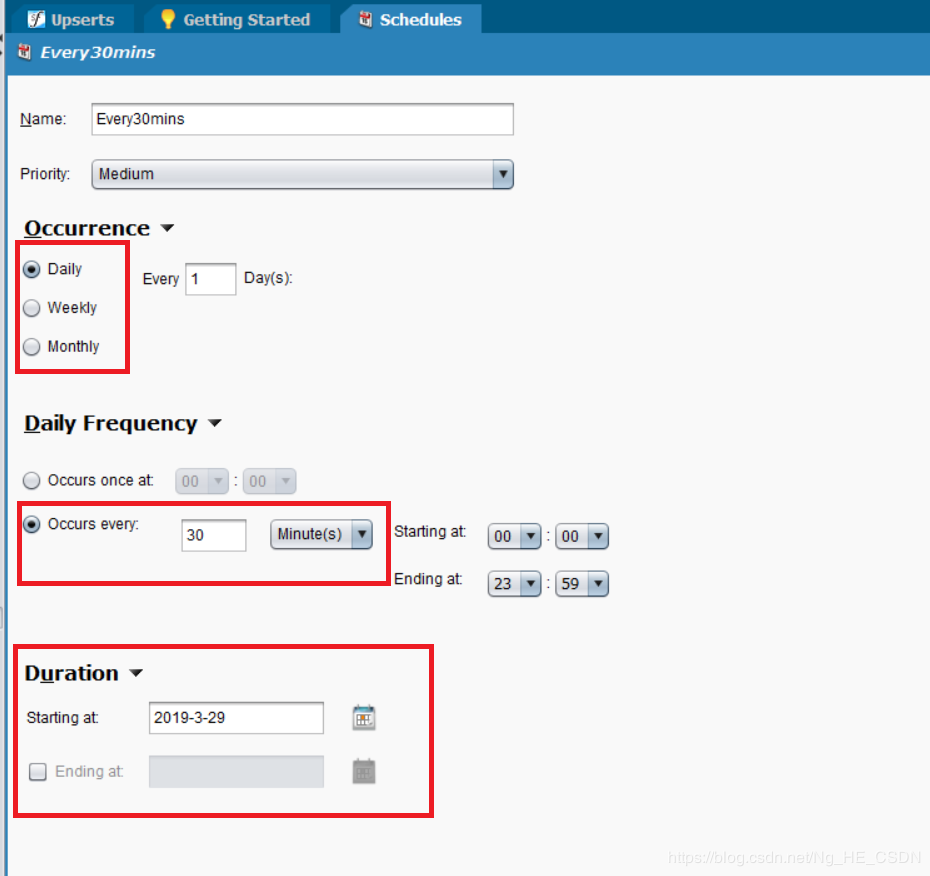 Upserts Getting Started Schedules
Every30mins
Name: Every30mins
Priority: Medium
Occurrence
Daily Every 1 Day(s):
Weekly
Monthly
Daily Frequency
Occurs once at: 00 : 00
Occurs every: 30 Minute(s) Starting at: 00 : 00
Ending at: 23 : 59
Duration
Starting at: 2019-3-29
Ending at:
https://blog.csdn.net/Ng_HE_CSDN